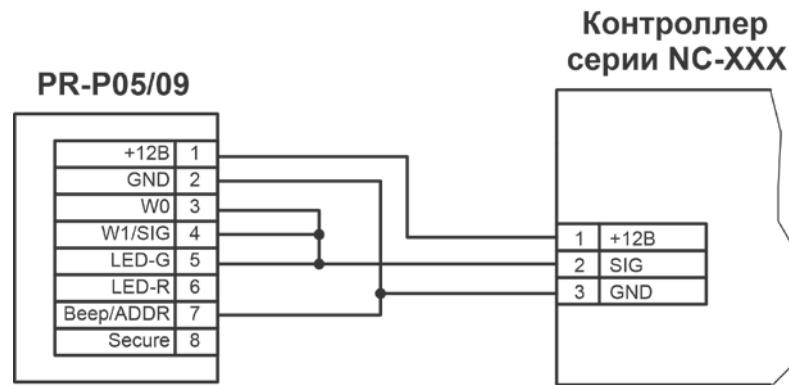 Контроллер
серии NC-XXX
PR-P05/09
+12В 1
GND 2
W0 3
W1/SIG 4
LED-G 5
LED-R 6
Beep/ADDR 7
Secure 8
1 +12В
2 SIG
3 GND